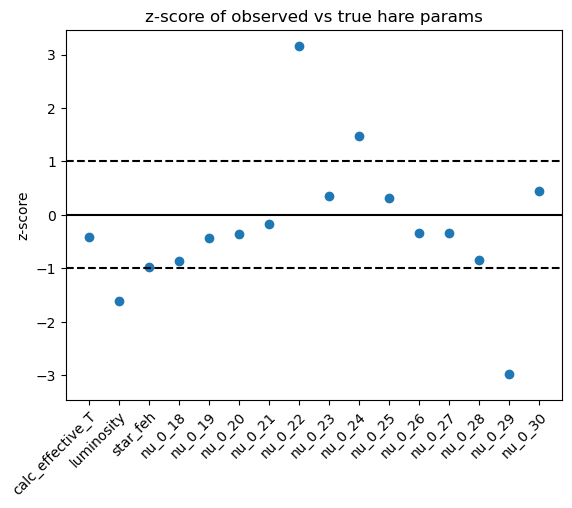 z-score of observed vs true hare params
z-score
3
2
1
0
−1
−2
−3
calc_effective_T
luminosity
star_feh
nu_0_18
nu_0_19
nu_0_20
nu_0_21
nu_0_22
nu_0_23
nu_0_24
nu_0_25
nu_0_26
nu_0_27
nu_0_28
nu_0_29
nu_0_30